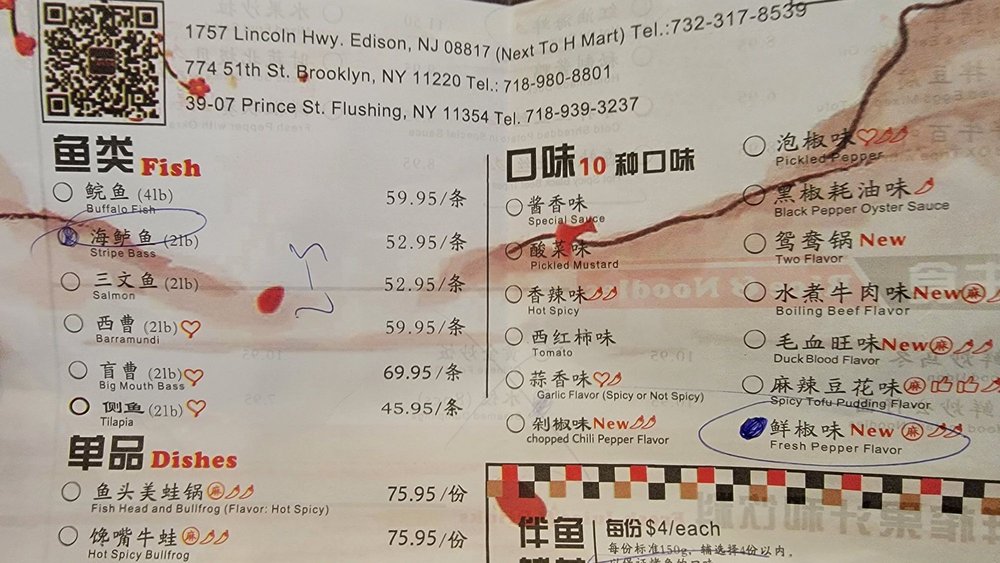 1757 Lincoln Hwy. Edison, NJ 08817 (Next To H Mart) Tel.:732-317-8539
774 51th St. Brooklyn, NY 11220 Tel.: 718-980-8801
39-07 Prince St. Flushing, NY 11354 Tel. 718-939-3237
鱼类 Fish
鲩鱼 (4lb) 59.95/条
Buffalo Fish
海鲈鱼 (2lb) 52.95/条
Stripe Bass
三文鱼 (2lb) 52.95/条
Salmon
西曹 (2lb) 59.95/条
Barramundi
盲曹 (2lb) 69.95/条
Big Mouth Bass
侧鱼 (2lb) 45.95/条
Tilapia
单品 Dishes
鱼头美蛙锅 麻 75.95/份
Fish Head and Bullfrog (Flavor: Hot Spicy)
馋嘴牛蛙 麻 75.95/份
Hot Spicy Bullfrog
口味 10 种口味
酱香味
Special Sauce
酸菜味
Pickled Mustard
香辣味
Hot Spicy
西红柿味
Tomato
蒜香味
Garlic Flavor (Spicy or Not Spicy)
剁椒味 New
chopped Chili Pepper Flavor
泡椒味
Pickled Pepper
黑椒耗油味
Black Pepper Oyster Sauce
鸳鸯锅 New
Two Flavor
水煮牛肉味 New 麻
Boiling Beef Flavor
毛血旺味 New 麻
Duck Blood Flavor
麻辣豆花味 麻
Spicy Tofu Pudding Flavor
鲜椒味 New 麻
Fresh Pepper Flavor
伴鱼
每份 $4/each
每份标准150g, 辅选择4份以内,